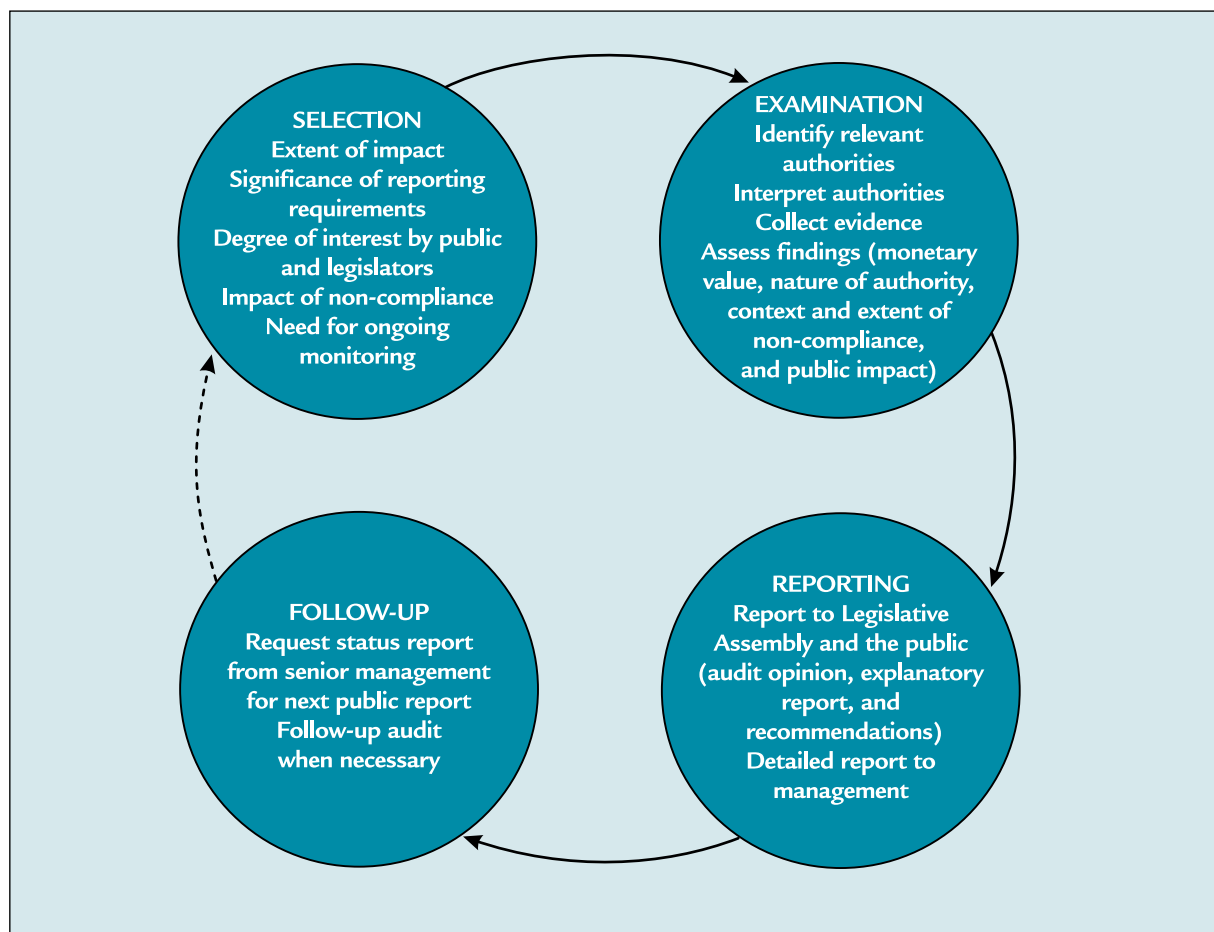 SELECTION
Extent of impact
Significance of reporting
requirements
Degree of interest by public
and legislators
Impact of non-compliance
Need for ongoing
monitoring
EXAMINATION
Identify relevant
authorities
Interpret authorities
Collect evidence
Assess findings (monetary
value, nature of authority,
context and extent of
non-compliance,
and public impact)
REPORTING
Report to Legislative
Assembly and the public
(audit opinion, explanatory
report, and
recommendations)
Detailed report to
management
FOLLOW-UP
Request status report
from senior management
for next public report
Follow-up audit
when necessary